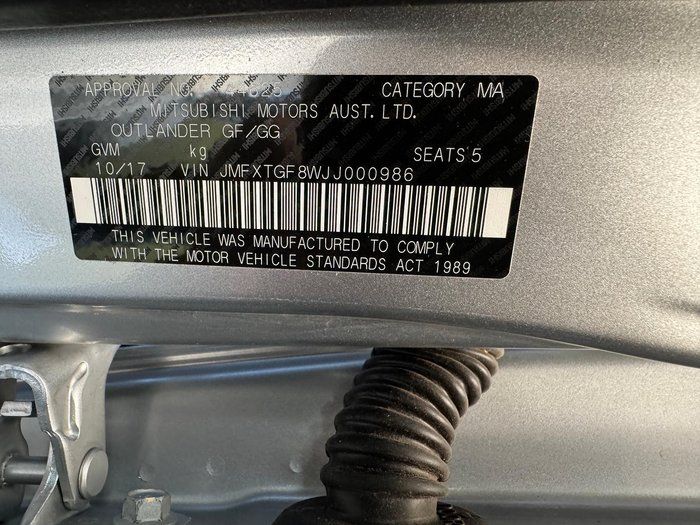 APPROVAL NO. CATEGORY MA
MITSUBISHI MOTORS AUST. LTD.
OUTLANDER GF/GG
GVM kg SEATS 5
10/17 VIN JMFXTGF8WJJ000986
THIS VEHICLE WAS MANUFACTURED TO COMPLY
WITH THE MOTOR VEHICLE STANDARDS ACT 1989